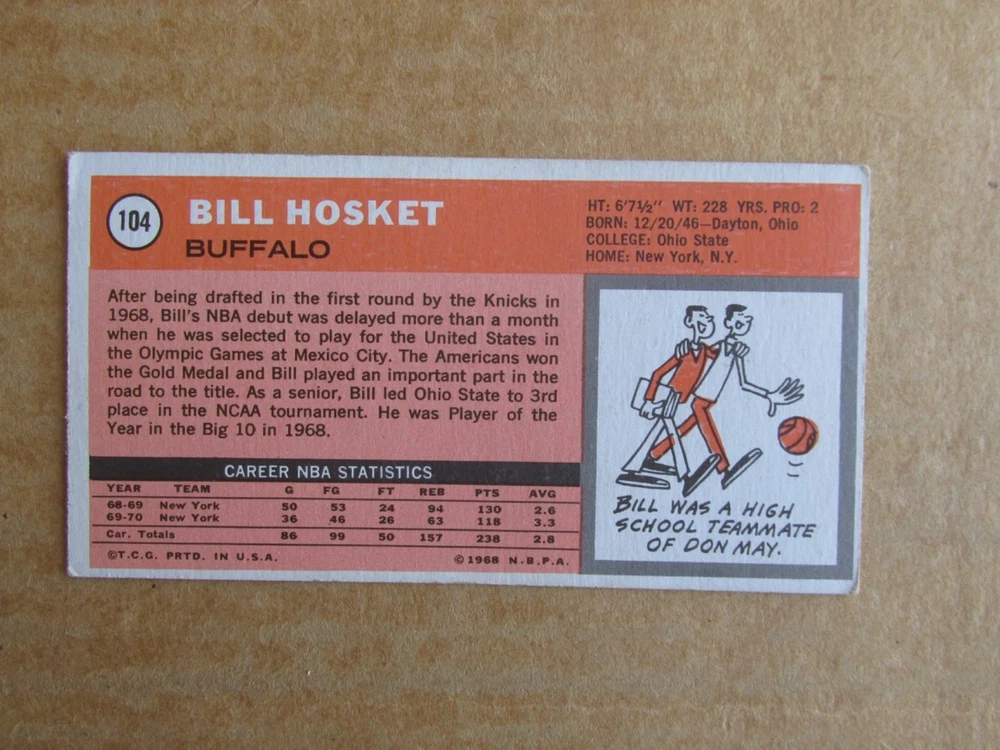 104
BILL HOSKET
BUFFALO
HT: 6'7½" WT: 228 YRS. PRO: 2
BORN: 12/20/46—Dayton, Ohio
COLLEGE: Ohio State
HOME: New York, N.Y.
After being drafted in the first round by the Knicks in
1968, Bill's NBA debut was delayed more than a month
when he was selected to play for the United States in
the Olympic Games at Mexico City. The Americans won
the Gold Medal and Bill played an important part in the
road to the title. As a senior, Bill led Ohio State to 3rd
place in the NCAA tournament. He was Player of the
Year in the Big 10 in 1968.
CAREER NBA STATISTICS
YEAR TEAM G FG FT REB PTS AVG
68-69 New York 50 53 24 94 130 2.6
69-70 New York 36 46 26 63 118 3.3
Car. Totals 86 99 50 157 238 2.8
©T.C.G. PRTD. IN U.S.A. ©1968 N.B.P.A.
BILL WAS A HIGH
SCHOOL TEAMMATE
OF DON MAY.